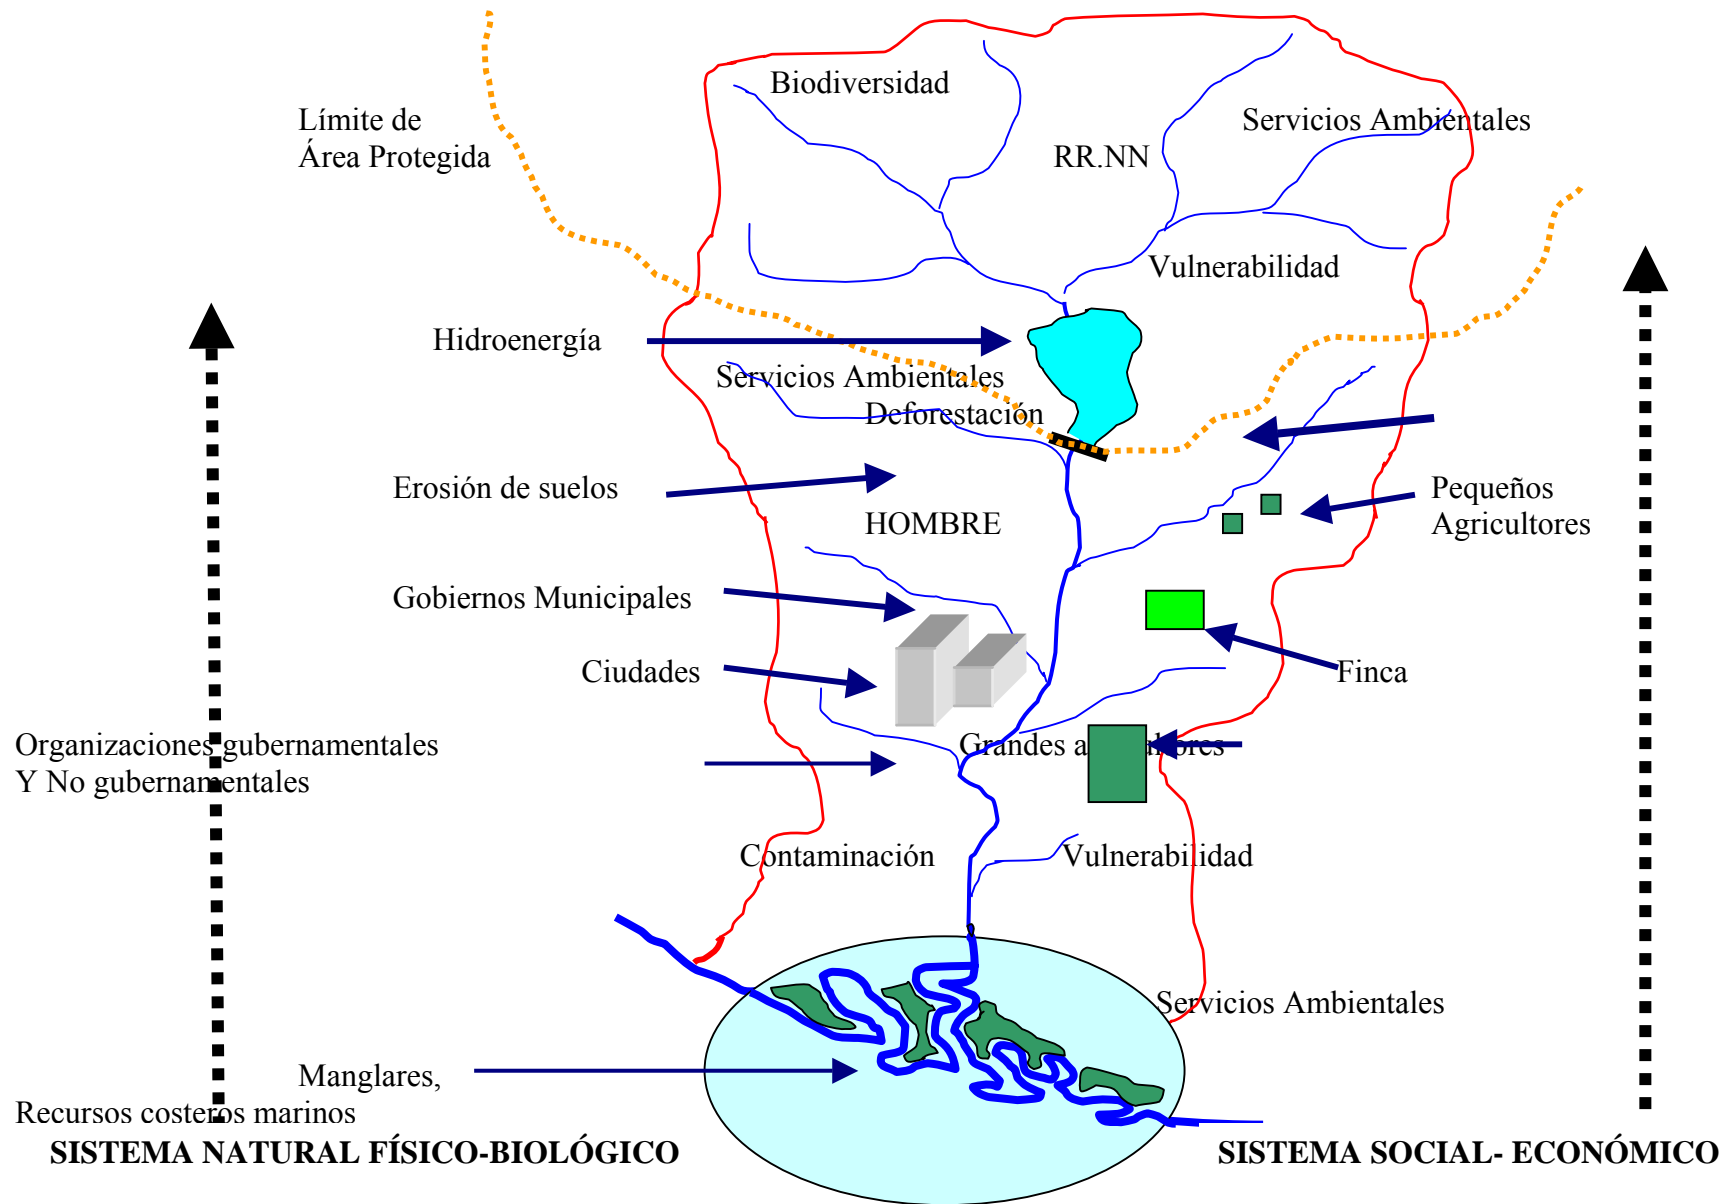 Biodiversidad
Límite de
Área Protegida
Servicios Ambientales
RR.NN
Vulnerabilidad
Hidroenergía
Servicios Ambientales
Deforestación
Erosión de suelos
Pequeños
Agricultores
HOMBRE
Gobiernos Municipales
Ciudades
Finca
Organizaciones gubernamentales
Y No gubernamentales
Grandes
Contaminación
Vulnerabilidad
Servicios Ambientales
Manglares,
Recursos costeros marinos
SISTEMA NATURAL FÍSICO-BIOLÓGICO
SISTEMA SOCIAL- ECONÓMICO